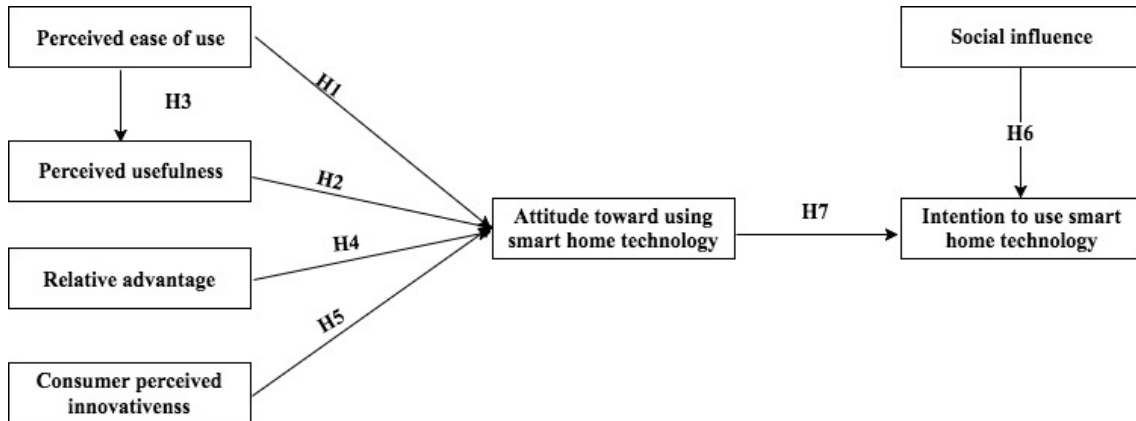 Perceived ease of use
Social influence
H1
H3
H6
Perceived usefulness
H2
Attitude toward using
smart home technology
H7
Intention to use smart
home technology
H4
Relative advantage
H5
Consumer perceived
innovativenss